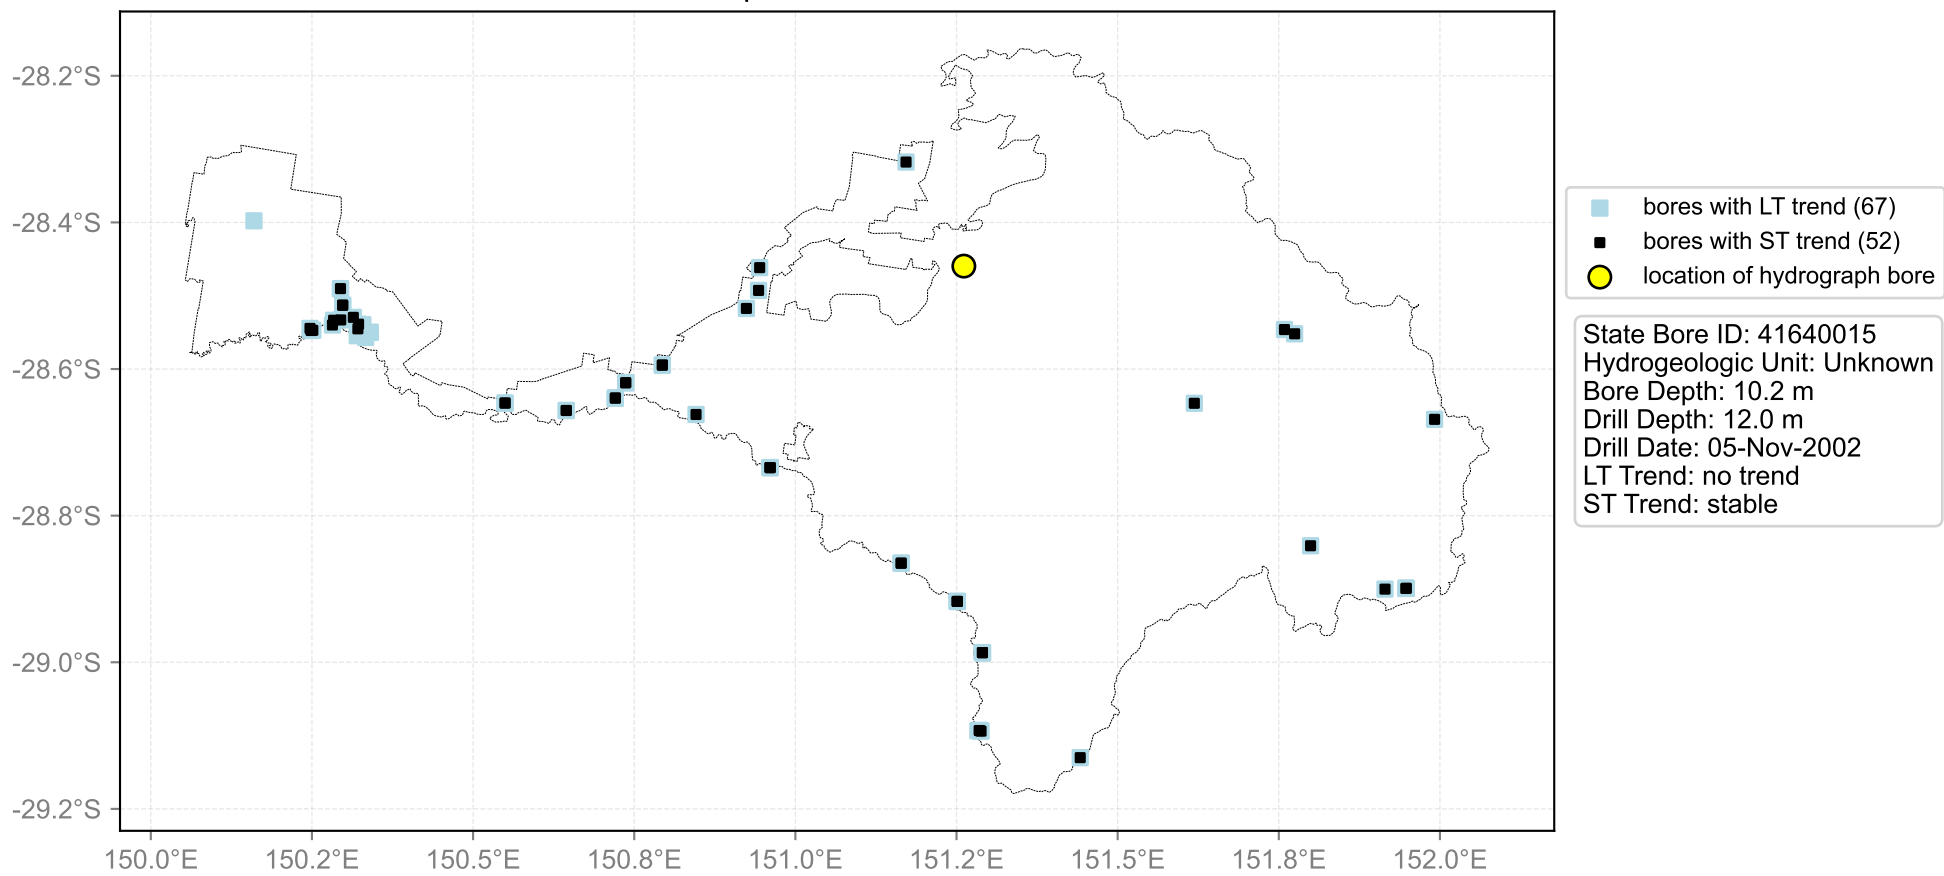 -28.2°S
-28.4°S
-28.6°S
-28.8°S
-29.0°S
-29.2°S
150.0°E
150.2°E
150.5°E
150.8°E
151.0°E
151.2°E
151.5°E
151.8°E
152.0°E
bores with LT trend (67)
bores with ST trend (52)
location of hydrograph bore
State Bore ID: 41640015
Hydrogeologic Unit: Unknown
Bore Depth: 10.2 m
Drill Depth: 12.0 m
Drill Date: 05-Nov-2002
LT Trend: no trend
ST Trend: stable